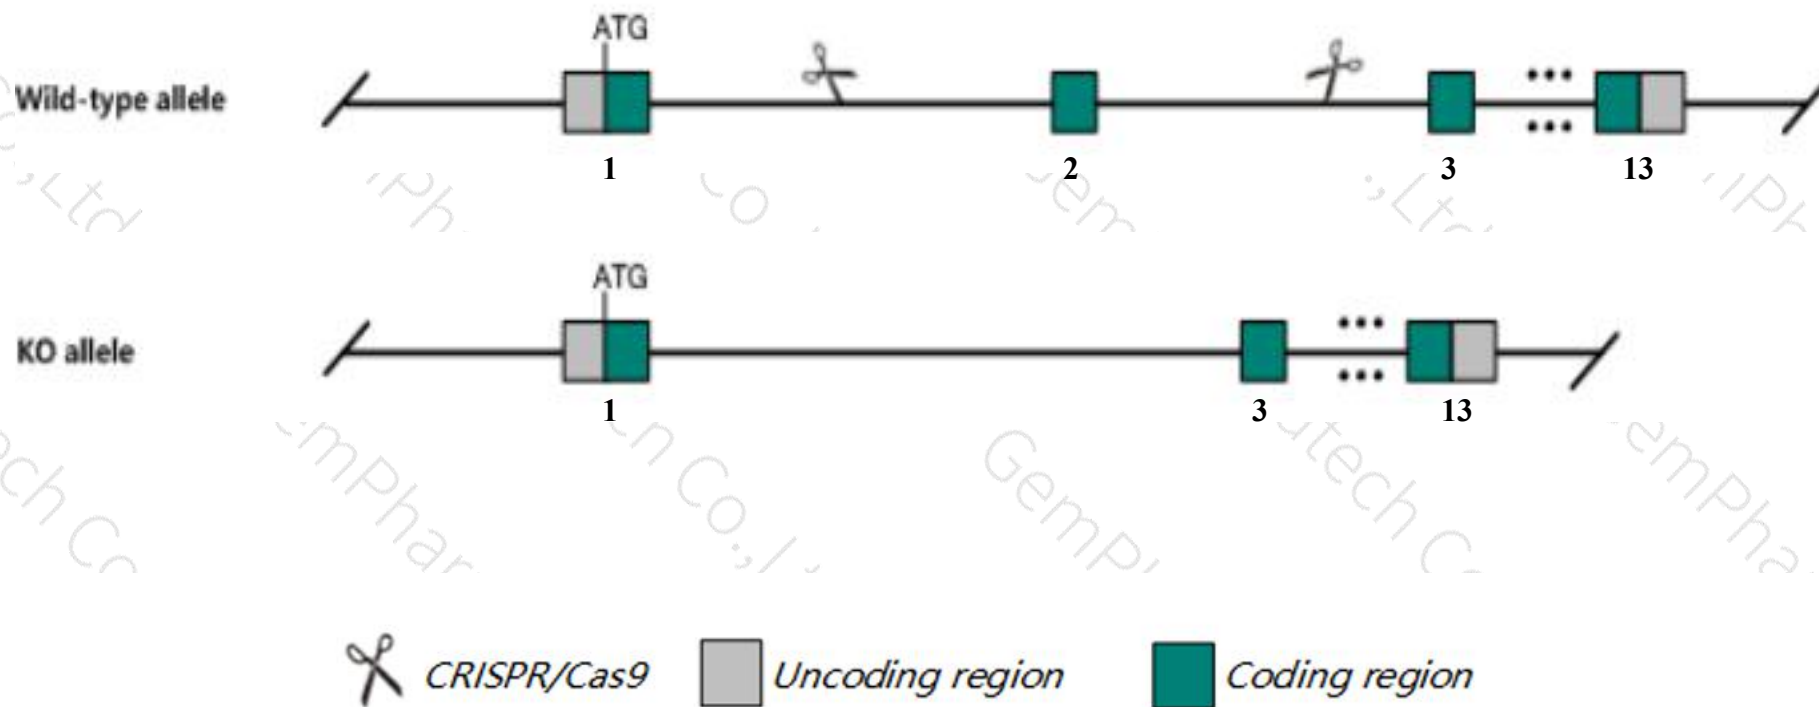 ATG
Wild-type allele
•••
•••
1 2 3 13
ATG
KO allele
•••
•••
1 3 13
CRISPR/Cas9 Uncoding region Coding region